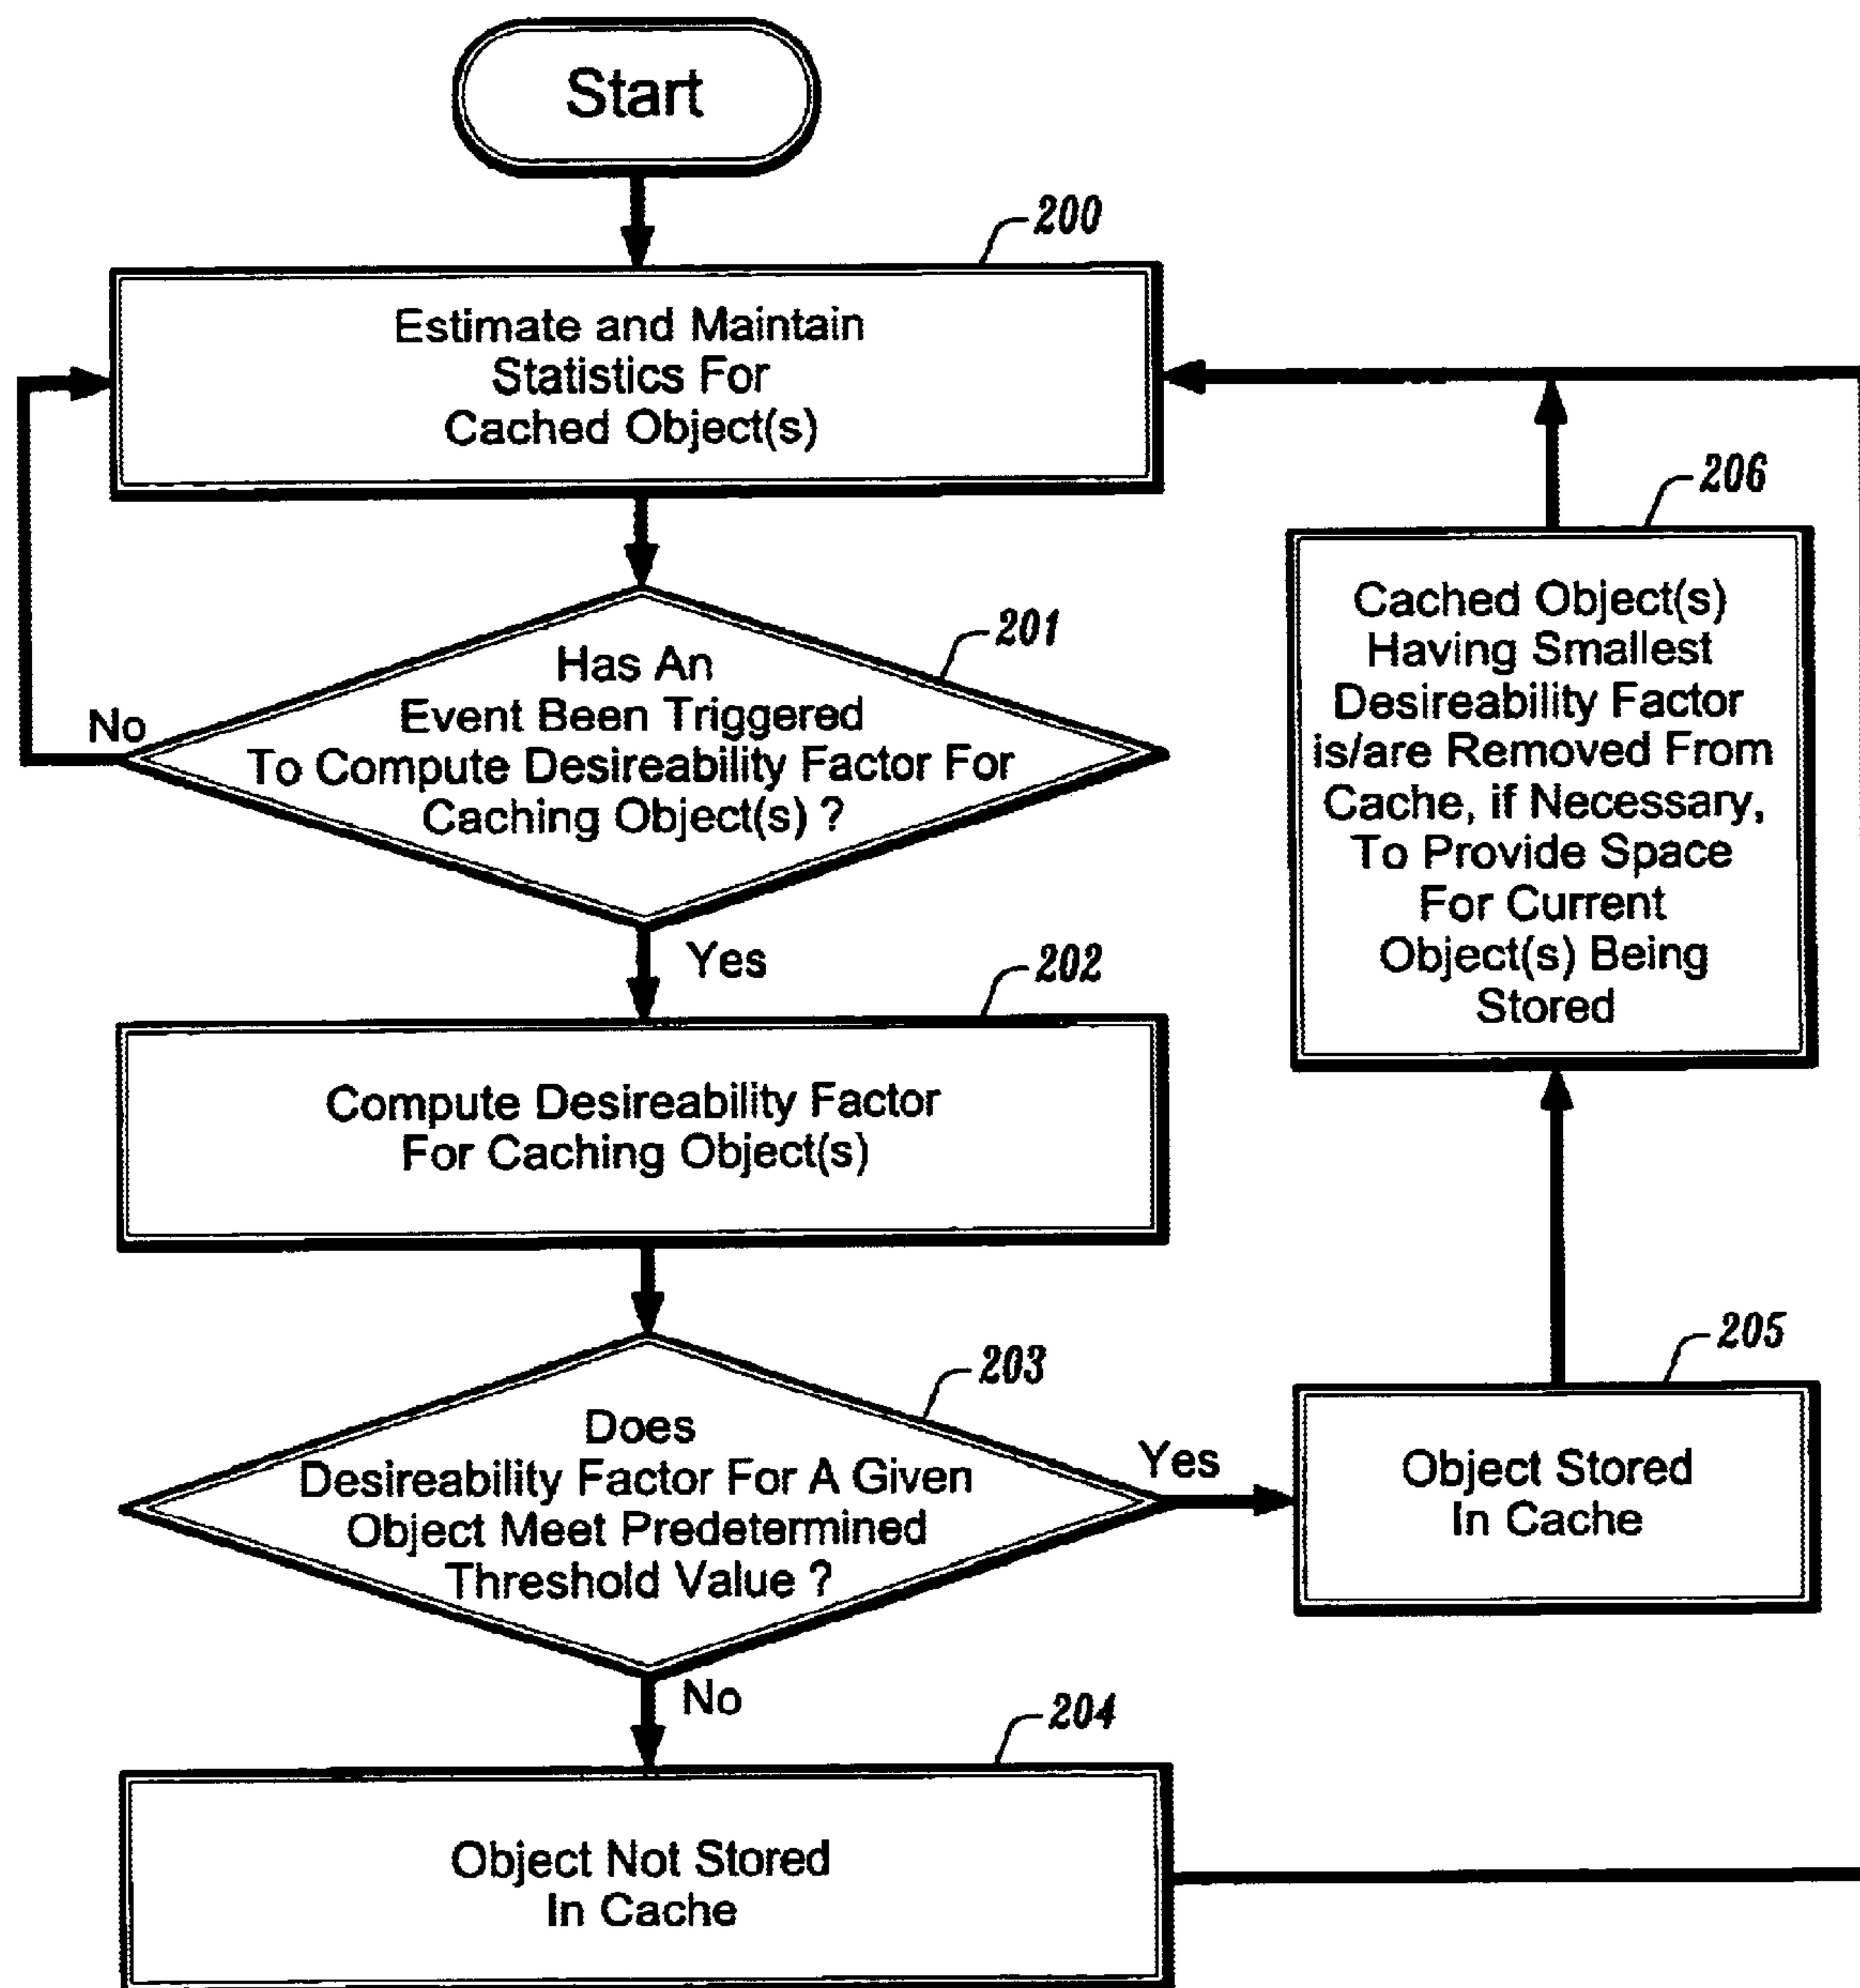 Start
200
Estimate and Maintain
Statistics For
Cached Object(s)
201
Has An
Event Been Triggered
To Compute Desireability Factor For
Caching Object(s) ?
No
Yes
202
Compute Desireability Factor
For Caching Object(s)
203
Does
Desireability Factor For A Given
Object Meet Predetermined
Threshold Value ?
Yes
No
204
Object Not Stored
In Cache
205
Object Stored
In Cache
206
Cached Object(s)
Having Smallest
Desireability Factor
is/are Removed From
Cache, if Necessary,
To Provide Space
For Current
Object(s) Being
Stored